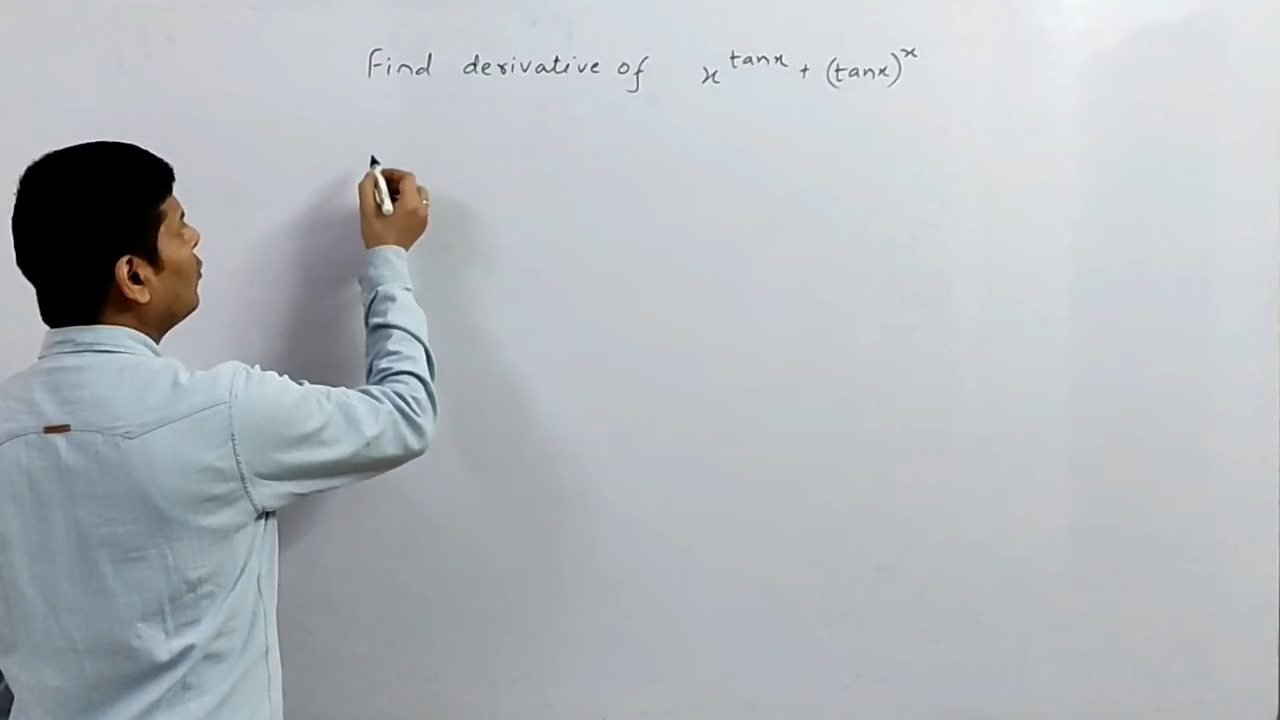 Find derivative of x^tanx + (tanx)^x